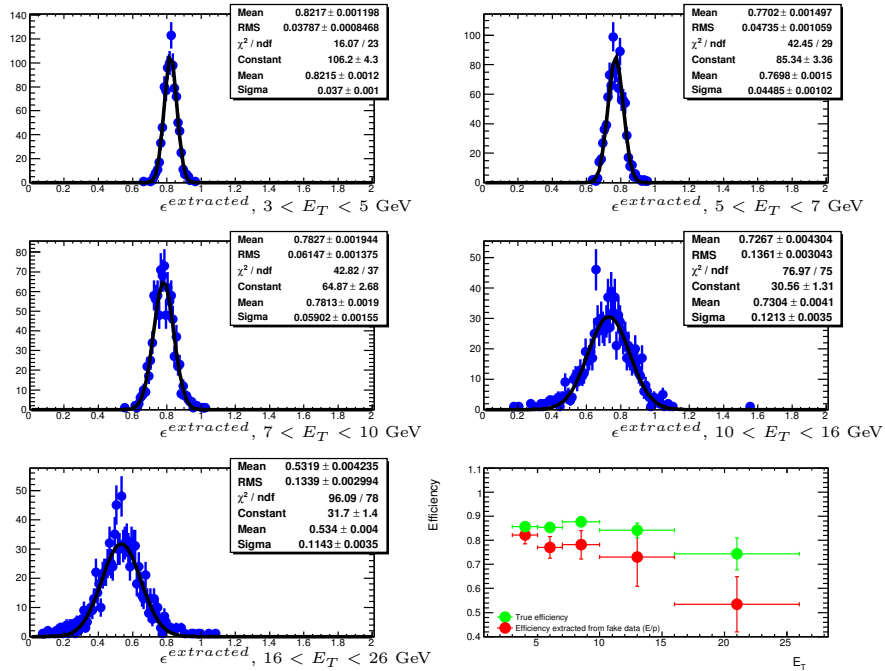 Mean 0.8217 ± 0.001198
RMS 0.03787 ± 0.0008468
χ² / ndf 16.07 / 23
Constant 106.2 ± 4.3
Mean 0.8215 ± 0.0012
Sigma 0.037 ± 0.001
140
120
100
80
60
40
20
0
0 0.2 0.4 0.6 0.8 1 1.2 1.4 1.6 1.8 2
ϵ^extracted, 3 < E_T < 5 GeV
Mean 0.7702 ± 0.001497
RMS 0.04735 ± 0.001059
χ² / ndf 42.45 / 29
Constant 85.34 ± 3.36
Mean 0.7698 ± 0.0015
Sigma 0.04485 ± 0.00102
100
80
60
40
20
0
0 0.2 0.4 0.6 0.8 1 1.2 1.4 1.6 1.8 2
ϵ^extracted, 5 < E_T < 7 GeV
Mean 0.7827 ± 0.001944
RMS 0.06147 ± 0.001375
χ² / ndf 42.82 / 37
Constant 64.87 ± 2.68
Mean 0.7813 ± 0.0019
Sigma 0.05902 ± 0.00155
80
70
60
50
40
30
20
10
0
0 0.2 0.4 0.6 0.8 1 1.2 1.4 1.6 1.8 2
ϵ^extracted, 7 < E_T < 10 GeV
Mean 0.7267 ± 0.004304
RMS 0.1361 ± 0.003043
χ² / ndf 76.97 / 75
Constant 30.56 ± 1.31
Mean 0.7304 ± 0.0041
Sigma 0.1213 ± 0.0035
50
40
30
20
10
0
0 0.2 0.4 0.6 0.8 1 1.2 1.4 1.6 1.8 2
ϵ^extracted, 10 < E_T < 16 GeV
Mean 0.5319 ± 0.004235
RMS 0.1339 ± 0.002994
χ² / ndf 96.09 / 78
Constant 31.7 ± 1.4
Mean 0.534 ± 0.004
Sigma 0.1143 ± 0.0035
50
40
30
20
10
0
0 0.2 0.4 0.6 0.8 1 1.2 1.4 1.6 1.8 2
ϵ^extracted, 16 < E_T < 26 GeV
Efficiency
1.1
1
0.9
0.8
0.7
0.6
0.5
0.4
True efficiency
Efficiency extracted from fake data (E/p)
5 10 15 20 25
E_T